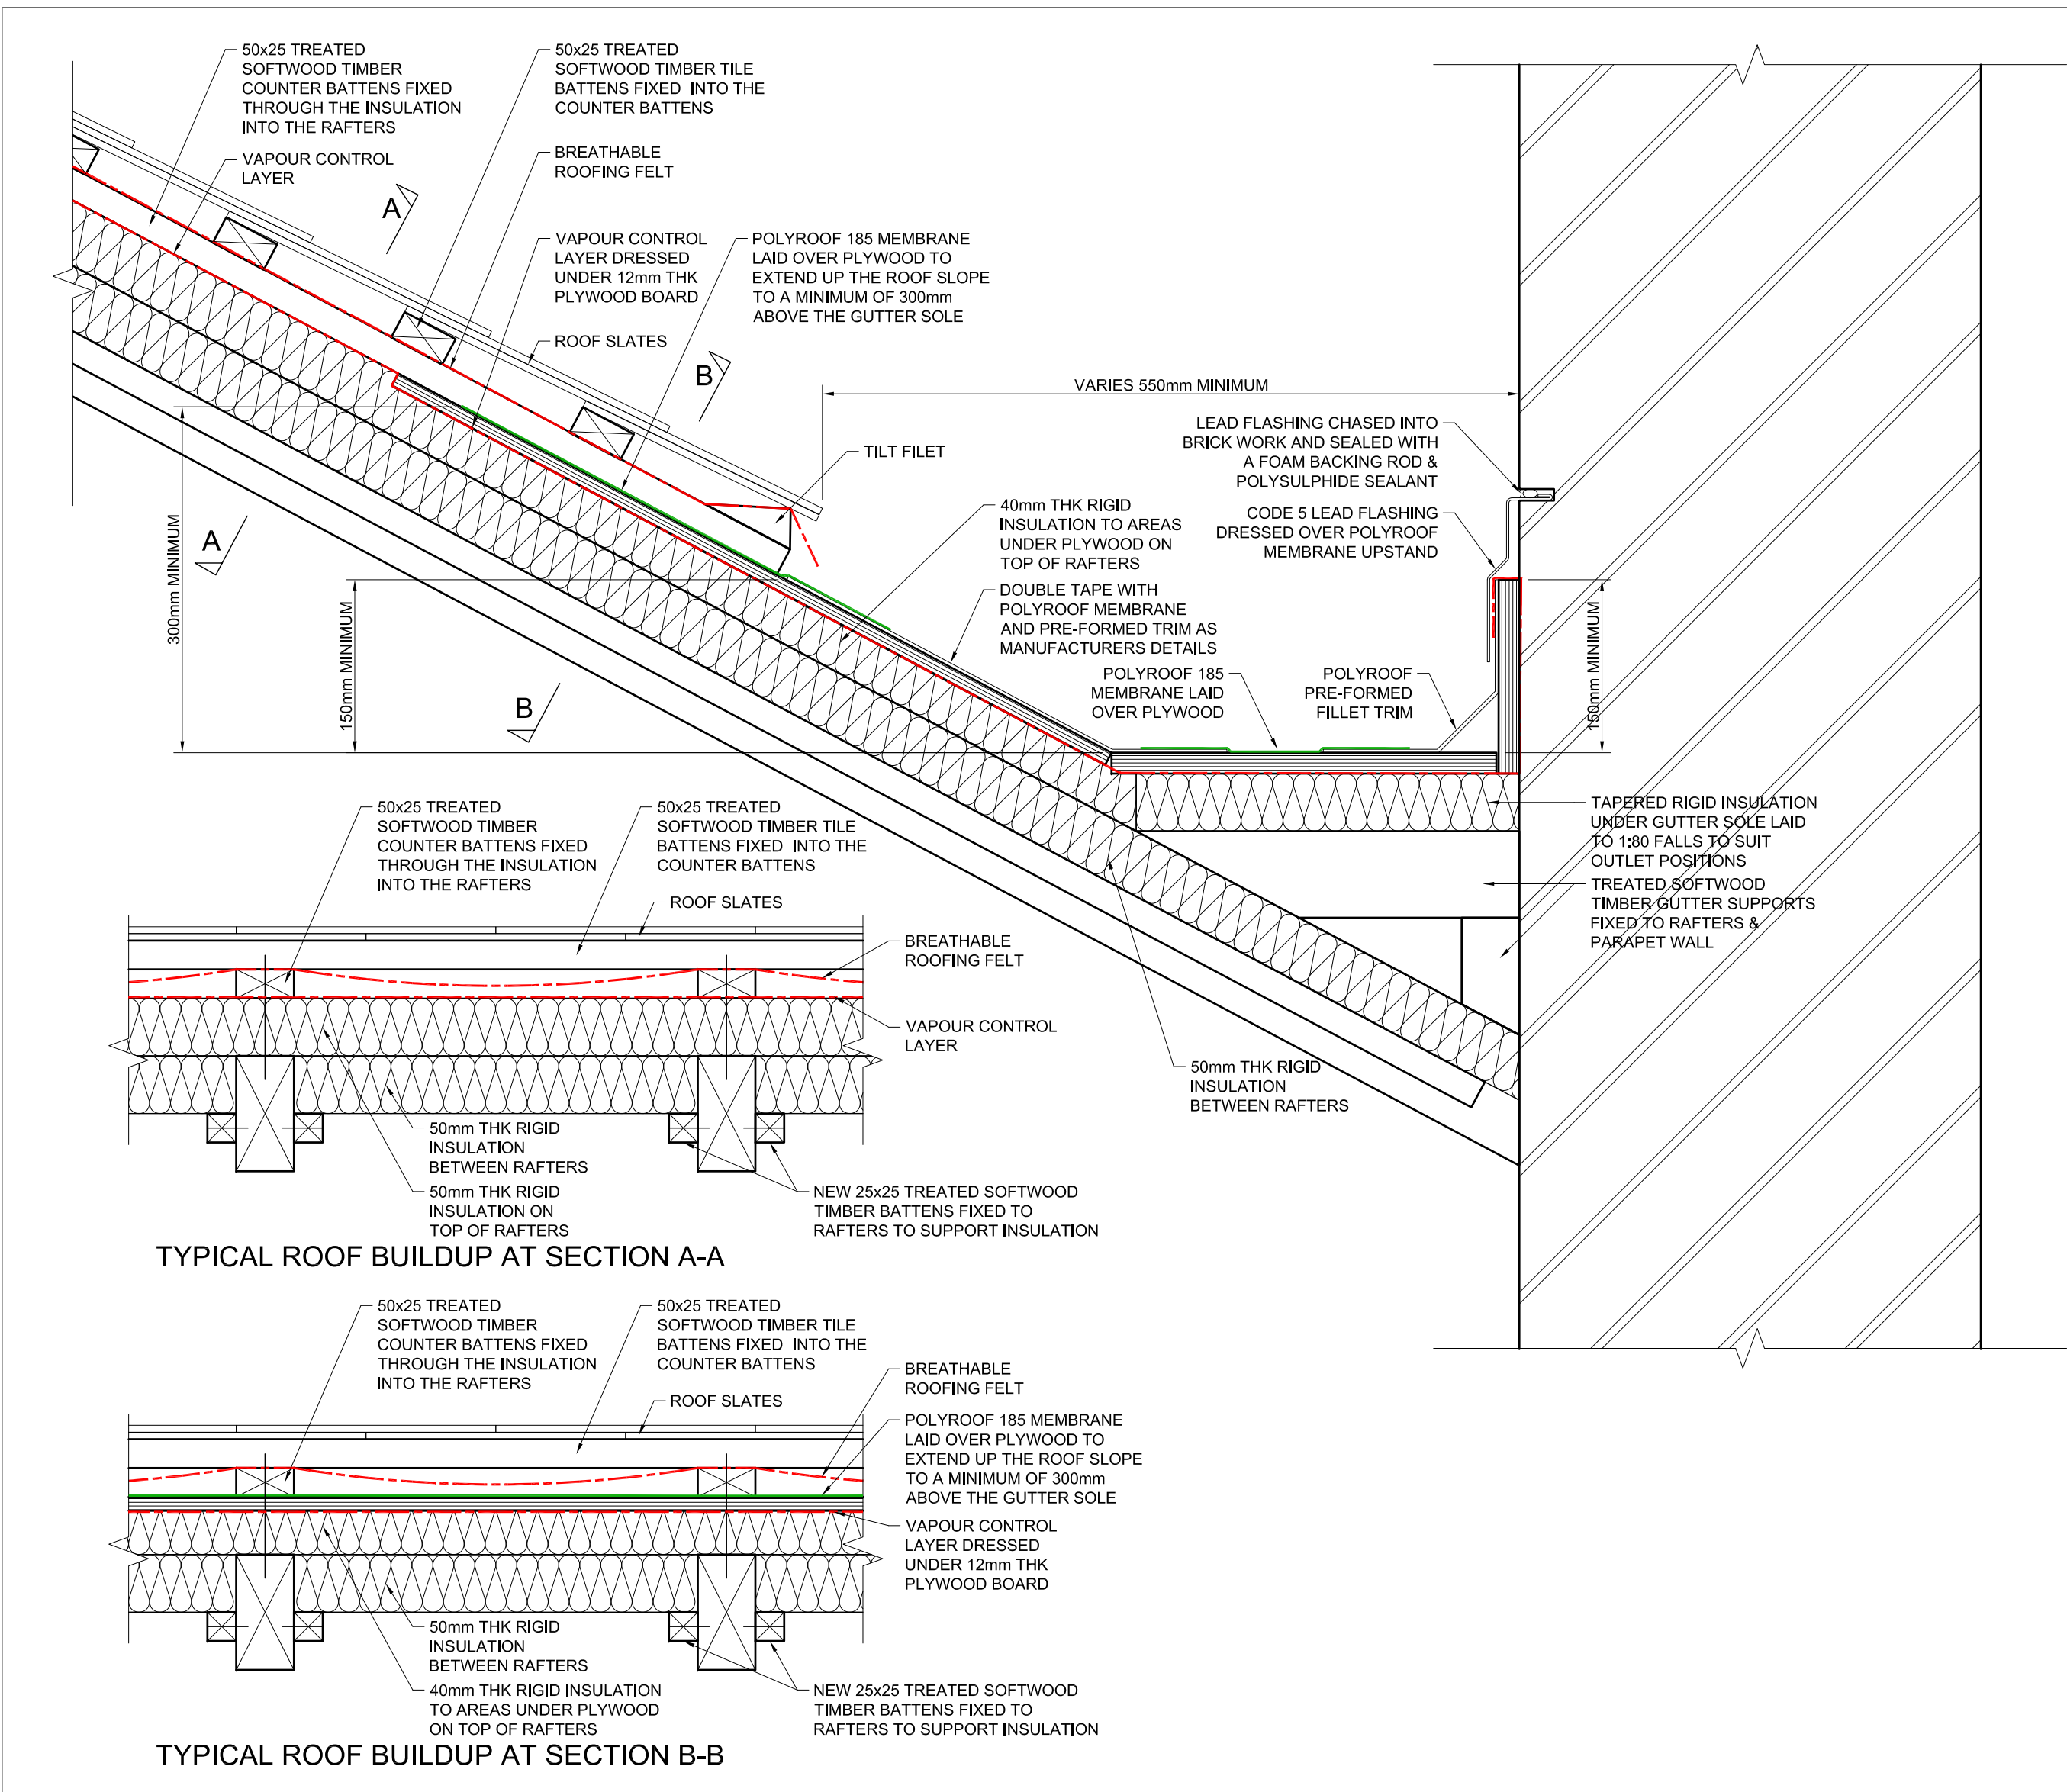 50x25 TREATED
SOFTWOOD TIMBER
COUNTER BATTENS FIXED
THROUGH THE INSULATION
INTO THE RAFTERS
50x25 TREATED
SOFTWOOD TIMBER TILE
BATTENS FIXED INTO THE
COUNTER BATTENS
VAPOUR CONTROL
LAYER
BREATHABLE
ROOFING FELT
A
VAPOUR CONTROL
LAYER DRESSED
UNDER 12mm THK
PLYWOOD BOARD
POLYROOF 185 MEMBRANE
LAID OVER PLYWOOD TO
EXTEND UP THE ROOF SLOPE
TO A MINIMUM OF 300mm
ABOVE THE GUTTER SOLE
ROOF SLATES
B
VARIES 550mm MINIMUM
LEAD FLASHING CHASED INTO
BRICK WORK AND SEALED WITH
A FOAM BACKING ROD &
POLYSULPHIDE SEALANT
TILT FILET
40mm THK RIGID
INSULATION TO AREAS
UNDER PLYWOOD ON
TOP OF RAFTERS
CODE 5 LEAD FLASHING
DRESSED OVER POLYROOF
MEMBRANE UPSTAND
A
300mm MINIMUM
150mm MINIMUM
DOUBLE TAPE WITH
POLYROOF MEMBRANE
AND PRE-FORMED TRIM AS
MANUFACTURERS DETAILS
150mm MINIMUM
B
POLYROOF 185
MEMBRANE LAID
OVER PLYWOOD
POLYROOF
PRE-FORMED
FILLET TRIM
TAPERED RIGID INSULATION
UNDER GUTTER SOLE LAID
TO 1:80 FALLS TO SUIT
OUTLET POSITIONS
TREATED SOFTWOOD
TIMBER GUTTER SUPPORTS
FIXED TO RAFTERS &
PARAPET WALL
50x25 TREATED
SOFTWOOD TIMBER
COUNTER BATTENS FIXED
THROUGH THE INSULATION
INTO THE RAFTERS
50x25 TREATED
SOFTWOOD TIMBER TILE
BATTENS FIXED INTO THE
COUNTER BATTENS
ROOF SLATES
BREATHABLE
ROOFING FELT
VAPOUR CONTROL
LAYER
50mm THK RIGID
INSULATION
BETWEEN RAFTERS
50mm THK RIGID
INSULATION
BETWEEN RAFTERS
50mm THK RIGID
INSULATION ON
TOP OF RAFTERS
NEW 25x25 TREATED SOFTWOOD
TIMBER BATTENS FIXED TO
RAFTERS TO SUPPORT INSULATION
TYPICAL ROOF BUILDUP AT SECTION A-A
50x25 TREATED
SOFTWOOD TIMBER
COUNTER BATTENS FIXED
THROUGH THE INSULATION
INTO THE RAFTERS
50x25 TREATED
SOFTWOOD TIMBER TILE
BATTENS FIXED INTO THE
COUNTER BATTENS
ROOF SLATES
BREATHABLE
ROOFING FELT
POLYROOF 185 MEMBRANE
LAID OVER PLYWOOD TO
EXTEND UP THE ROOF SLOPE
TO A MINIMUM OF 300mm
ABOVE THE GUTTER SOLE
VAPOUR CONTROL
LAYER DRESSED
UNDER 12mm THK
PLYWOOD BOARD
50mm THK RIGID
INSULATION
BETWEEN RAFTERS
40mm THK RIGID INSULATION
TO AREAS UNDER PLYWOOD
ON TOP OF RAFTERS
NEW 25x25 TREATED SOFTWOOD
TIMBER BATTENS FIXED TO
RAFTERS TO SUPPORT INSULATION
TYPICAL ROOF BUILDUP AT SECTION B-B